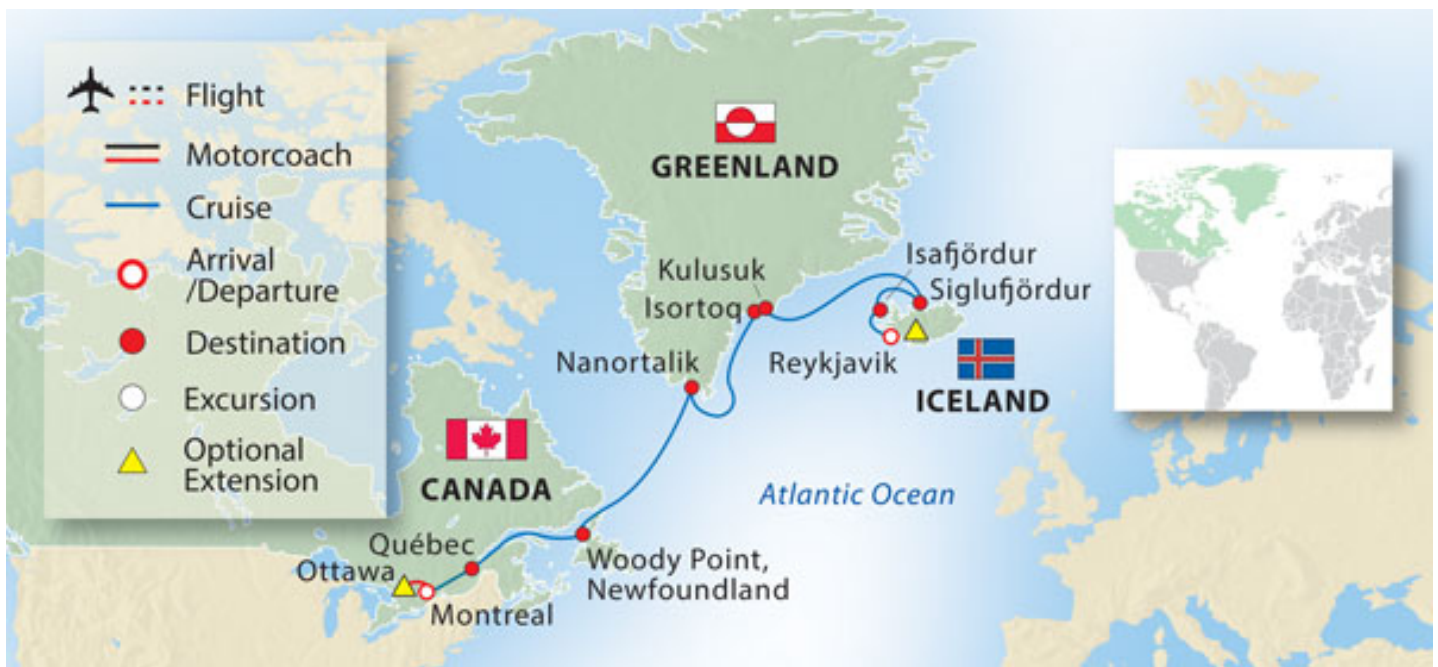 Flight
Motorcoach
Cruise
Arrival
/Departure
Destination
Excursion
Optional
Extension
GREENLAND
Kulusuk
Isortoq
Isafjördur
Siglufjördur
Nanortalik
Reykjavik
ICELAND
CANADA
Atlantic Ocean
Québec
Ottawa
Montreal
Woody Point,
Newfoundland